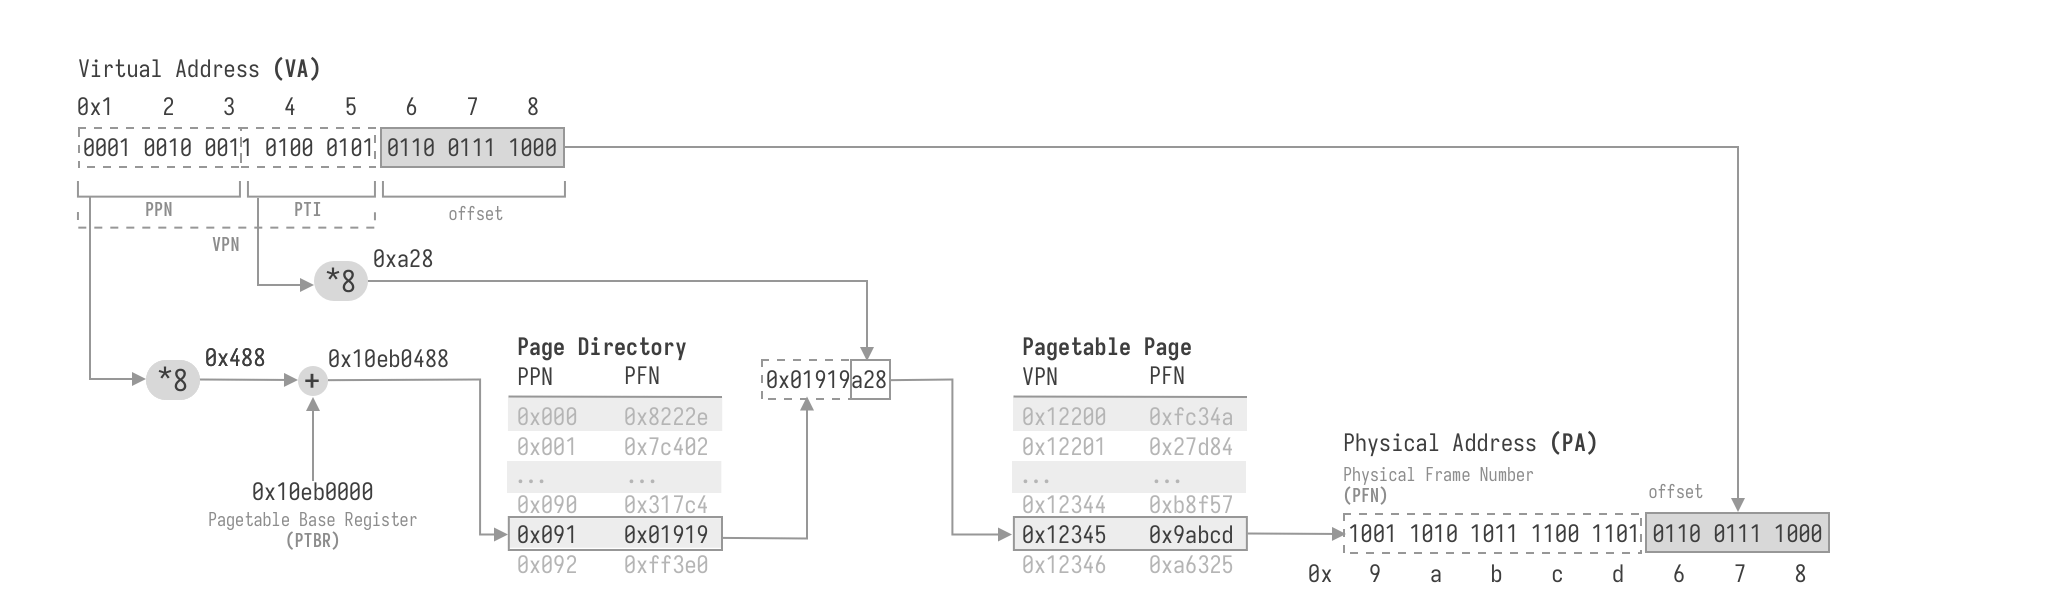 Virtual Address (VA)
0x1 2 3 4 5 6 7 8
0001 0010 0011 0100 0101 0110 0111 1000
PPN PTI offset
VPN
*8 0xa28
*8 0x488 + 0x10eb0488
0x10eb0000
Pagetable Base Register
(PTBR)
Page Directory
PPN PFN
0x000 0x8222e
0x001 0x7c402
... ...
0x090 0x317c4
0x091 0x01919
0x092 0xff3e0
0x01919a28
Pagetable Page
VPN PFN
0x12200 0xfc34a
0x12201 0x27d84
... ...
0x12344 0xb8f57
0x12345 0x9abcd
0x12346 0xa6325
Physical Address (PA)
Physical Frame Number
(PFN)
offset
1001 1010 1011 1100 1101 0110 0111 1000
0x 9 a b c d 6 7 8